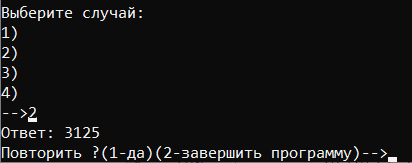 Выберите случай:
1)
2)
3)
4)
-->2
Ответ: 3125
Повторить ?(1-да)(2-завершить программу)-->